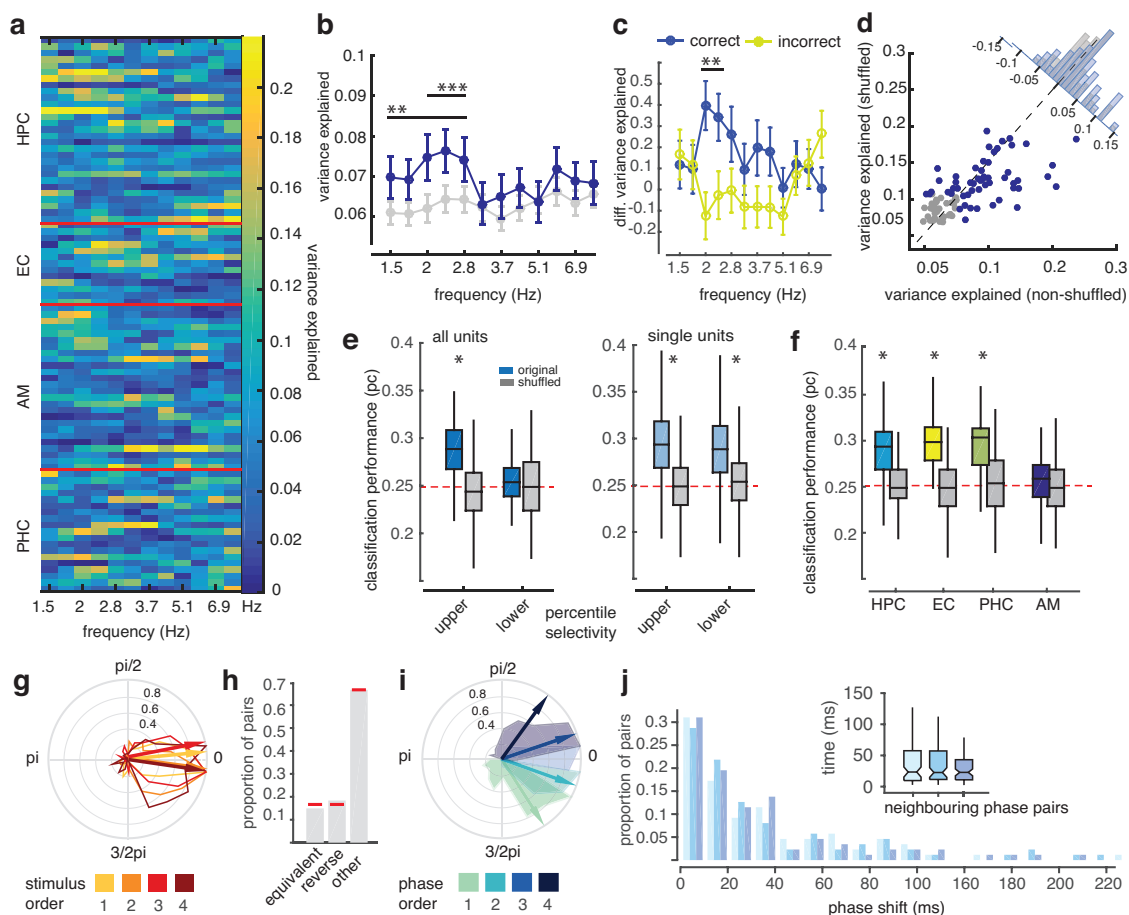 a
HPC
EC
AM
PHC
1.5 2 2.8 3.7 5.1 6.9 Hz
frequency (Hz)
0.2
0.18
0.16
0.14
0.12
0.1
0.08
0.06
0.04
0.02
0
variance explained
b
variance explained
0.1
0.09
0.08
0.07
0.06
**
***
1.5 2 2.8 3.7 5.1 6.9
frequency (Hz)
c
correct incorrect
**
diff. variance explained
0.5
0.4
0.3
0.2
0.1
0
-0.1
-0.2
1.5 2 2.8 3.7 5.1 6.9
frequency (Hz)
d
variance explained (shuffled)
0.3
0.2
0.15
0.1
0.05
0.05 0.1 0.2 0.3
variance explained (non-shuffled)
-0.15
-0.1
-0.05
0.05
0.1
0.15
e
all units
single units
original
shuffled
classification performance (pc)
0.4
0.35
0.3
0.25
0.2
*
upper lower
percentile
selectivity
0.4
0.35
0.3
0.25
0.2
* *
upper lower
f
classification performance (pc)
0.4
0.35
0.3
0.25
0.2
* * *
HPC EC PHC AM
g
pi/2
0.8
0.6
0.4
pi
0
3/2pi
stimulus
order
1 2 3 4
h
proportion of pairs
0.7
0.6
0.5
0.4
0.3
0.2
0.1
equivalent
reverse
other
i
pi/2
0.8
0.6
0.4
pi
0
3/2pi
phase
order
1 2 3 4
j
proportion of pairs
0.3
0.25
0.2
0.15
0.1
0.05
0 20 40 60 80 100 160 180 200 220
phase shift (ms)
time (ms)
150
100
50
0
neighbouring phase pairs